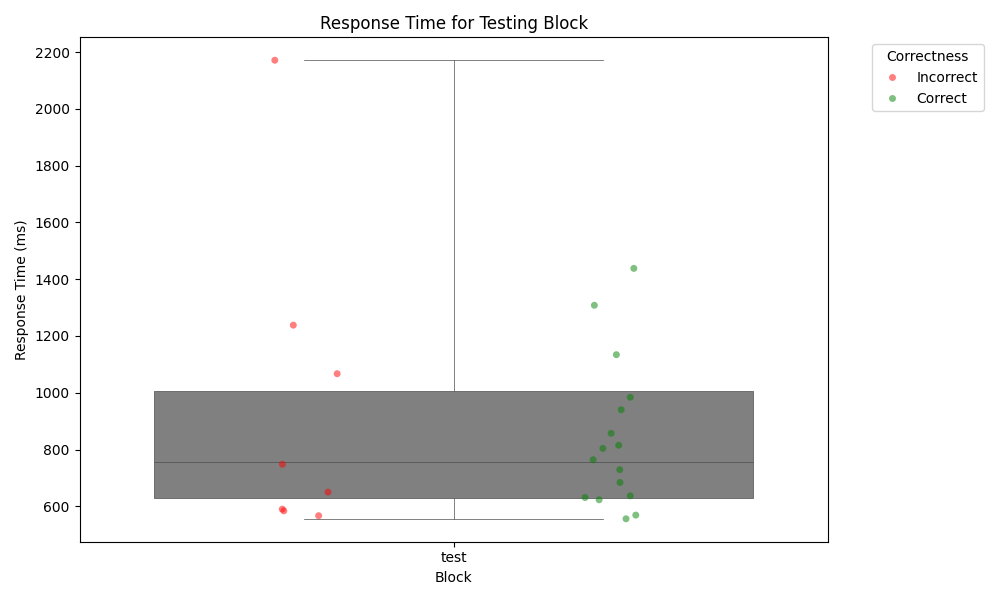 Response Time for Testing Block
Correctness
Incorrect
Correct
Response Time (ms)
2200
2000
1800
1600
1400
1200
1000
800
600
test
Block